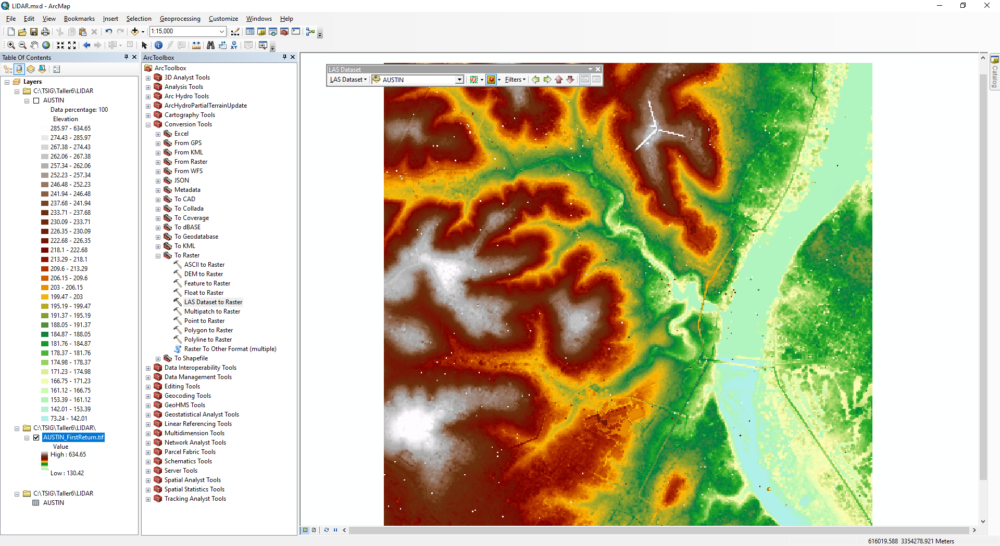 LIDAR.mxd - ArcMap
File Edit View Bookmarks Insert Selection Geoprocessing Customize Windows Help
1:15,000
Table Of Contents
Layers
C:\TSIG\Taller6\LIDAR
AUSTIN
Data percentage: 100
Elevation
285.97 - 634.65
274.43 - 285.97
267.38 - 274.43
262.06 - 267.38
257.34 - 262.06
252.23 - 257.34
246.48 - 252.23
241.94 - 246.48
237.68 - 241.94
233.71 - 237.68
230.09 - 233.71
226.35 - 230.09
222.68 - 226.35
218.1 - 222.68
213.29 - 218.1
209.6 - 213.29
206.15 - 209.6
203 - 206.15
199.47 - 203
195.19 - 199.47
191.37 - 195.19
188.05 - 191.37
184.87 - 188.05
181.76 - 184.87
178.37 - 181.76
174.98 - 178.37
171.23 - 174.98
166.75 - 171.23
161.12 - 166.75
153.39 - 161.12
142.01 - 153.39
73.24 - 142.01
C:\TSIG\Taller6\LIDAR\
AUSTIN_FirstReturn.tif
Value
High : 634.65
Low : 130.42
C:\TSIG\Taller6\LIDAR
AUSTIN
ArcToolbox
ArcToolbox
3D Analyst Tools
Analysis Tools
Arc Hydro Tools
ArcHydroPartialTerrainUpdate
Cartography Tools
Conversion Tools
Excel
From GPS
From KML
From Raster
From WFS
JSON
Metadata
To CAD
To Collada
To Coverage
To dBASE
To Geodatabase
To KML
To Raster
ASCII to Raster
DEM to Raster
Feature to Raster
Float to Raster
LAS Dataset to Raster
Multipatch to Raster
Point to Raster
Polygon to Raster
Polyline to Raster
Raster To Other Format (multiple)
To Shapefile
Data Interoperability Tools
Data Management Tools
Editing Tools
Geocoding Tools
GeoHMS Tools
Geostatistical Analyst Tools
Linear Referencing Tools
Multidimension Tools
Network Analyst Tools
Parcel Fabric Tools
Schematics Tools
Server Tools
Spatial Analyst Tools
Spatial Statistics Tools
Tracking Analyst Tools
LAS Dataset
LAS Dataset AUSTIN Filters
Catalog
616019.588 3354278.921 Meters